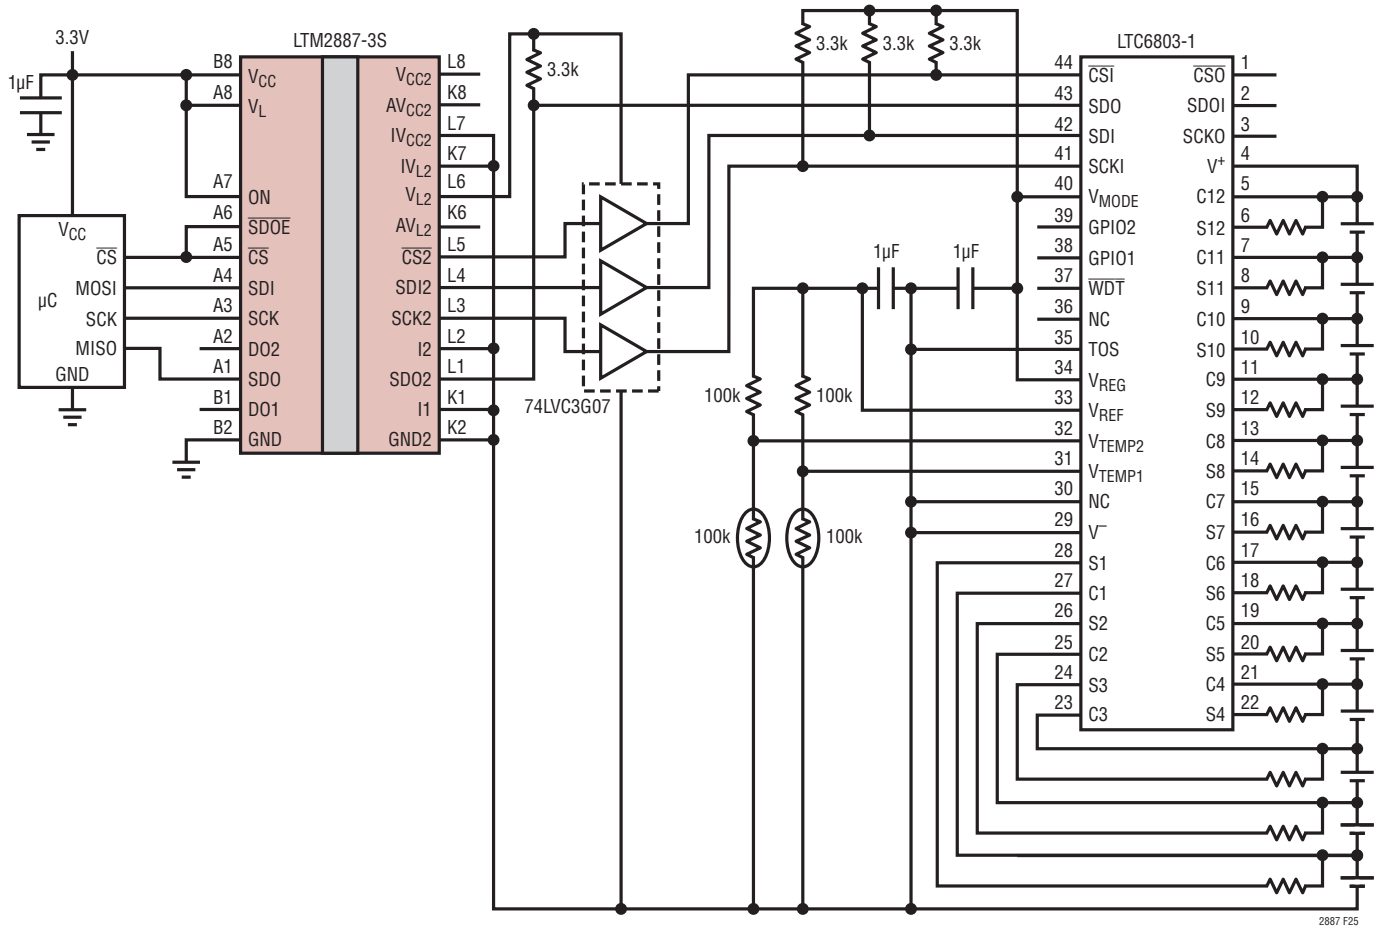 3.3V
1µF
LTM2887-3S
B8 VCC
A8 VL
A7 ON
A6 SDOE
A5 CS
A4 SDI
A3 SCK
A2 DO2
A1 SDO
B1 DO1
B2 GND
VCC2 L8
AVCC2 K8
IVCC2 L7
IVL2 K7
VL2 L6
AVL2 K6
CS2 L5
SDI2 L4
SCK2 L3
I2 L2
SDO2 L1
I1 K1
GND2 K2
VCC
CS
MOSI
µC
SCK
MISO
GND
3.3k
74LVC3G07
3.3k
3.3k
3.3k
1µF
1µF
100k
100k
100k
100k
LTC6803-1
44 CSI
43 SDO
42 SDI
41 SCKI
40 VMODE
39 GPIO2
38 GPIO1
37 WDT
36 NC
35 TOS
34 VREG
33 VREF
32 VTEMP2
31 VTEMP1
30 NC
29 V–
28 S1
27 C1
26 S2
25 C2
24 S3
23 C3
CSO 1
SDOI 2
SCKO 3
V+ 4
C12 5
S12 6
C11 7
S11 8
C10 9
S10 10
C9 11
S9 12
C8 13
S8 14
C7 15
S7 16
C6 17
S6 18
C5 19
S5 20
C4 21
S4 22
2887 F25